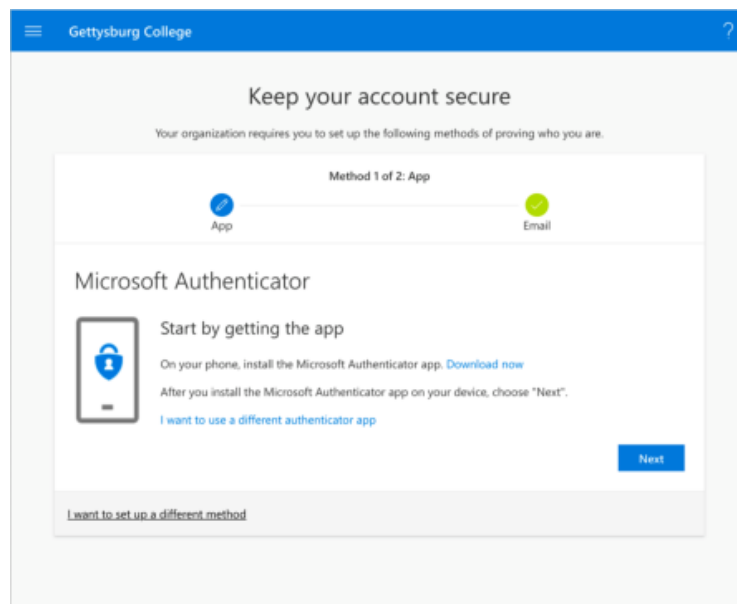 Gettysburg College
?
Keep your account secure
Your organization requires you to set up the following methods of proving who you are.
Method 1 of 2: App
App
Email
Microsoft Authenticator
Start by getting the app
On your phone, install the Microsoft Authenticator app. Download now
After you install the Microsoft Authenticator app on your device, choose "Next".
I want to use a different authenticator app
Next
I want to set up a different method